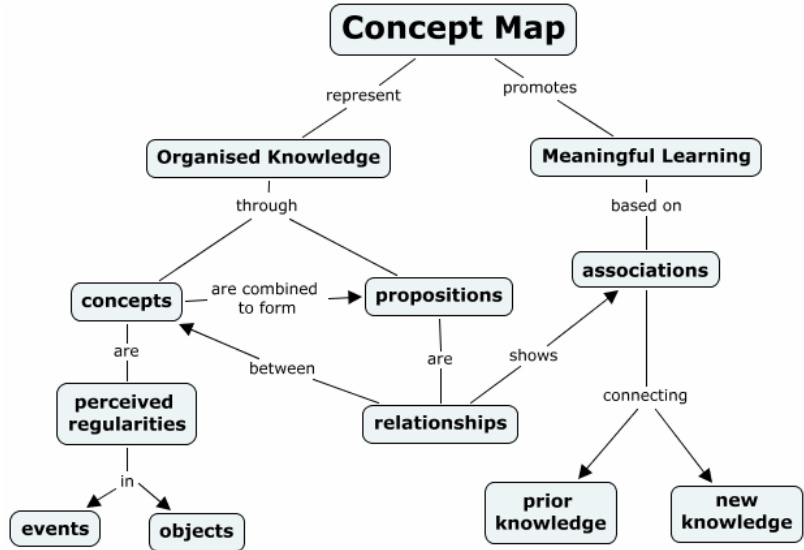 Concept Map
represent
promotes
Organised Knowledge
Meaningful Learning
through
based on
concepts
are combined
to form
propositions
associations
are
between
are
shows
perceived
regularities
relationships
connecting
in
events
objects
prior
knowledge
new
knowledge